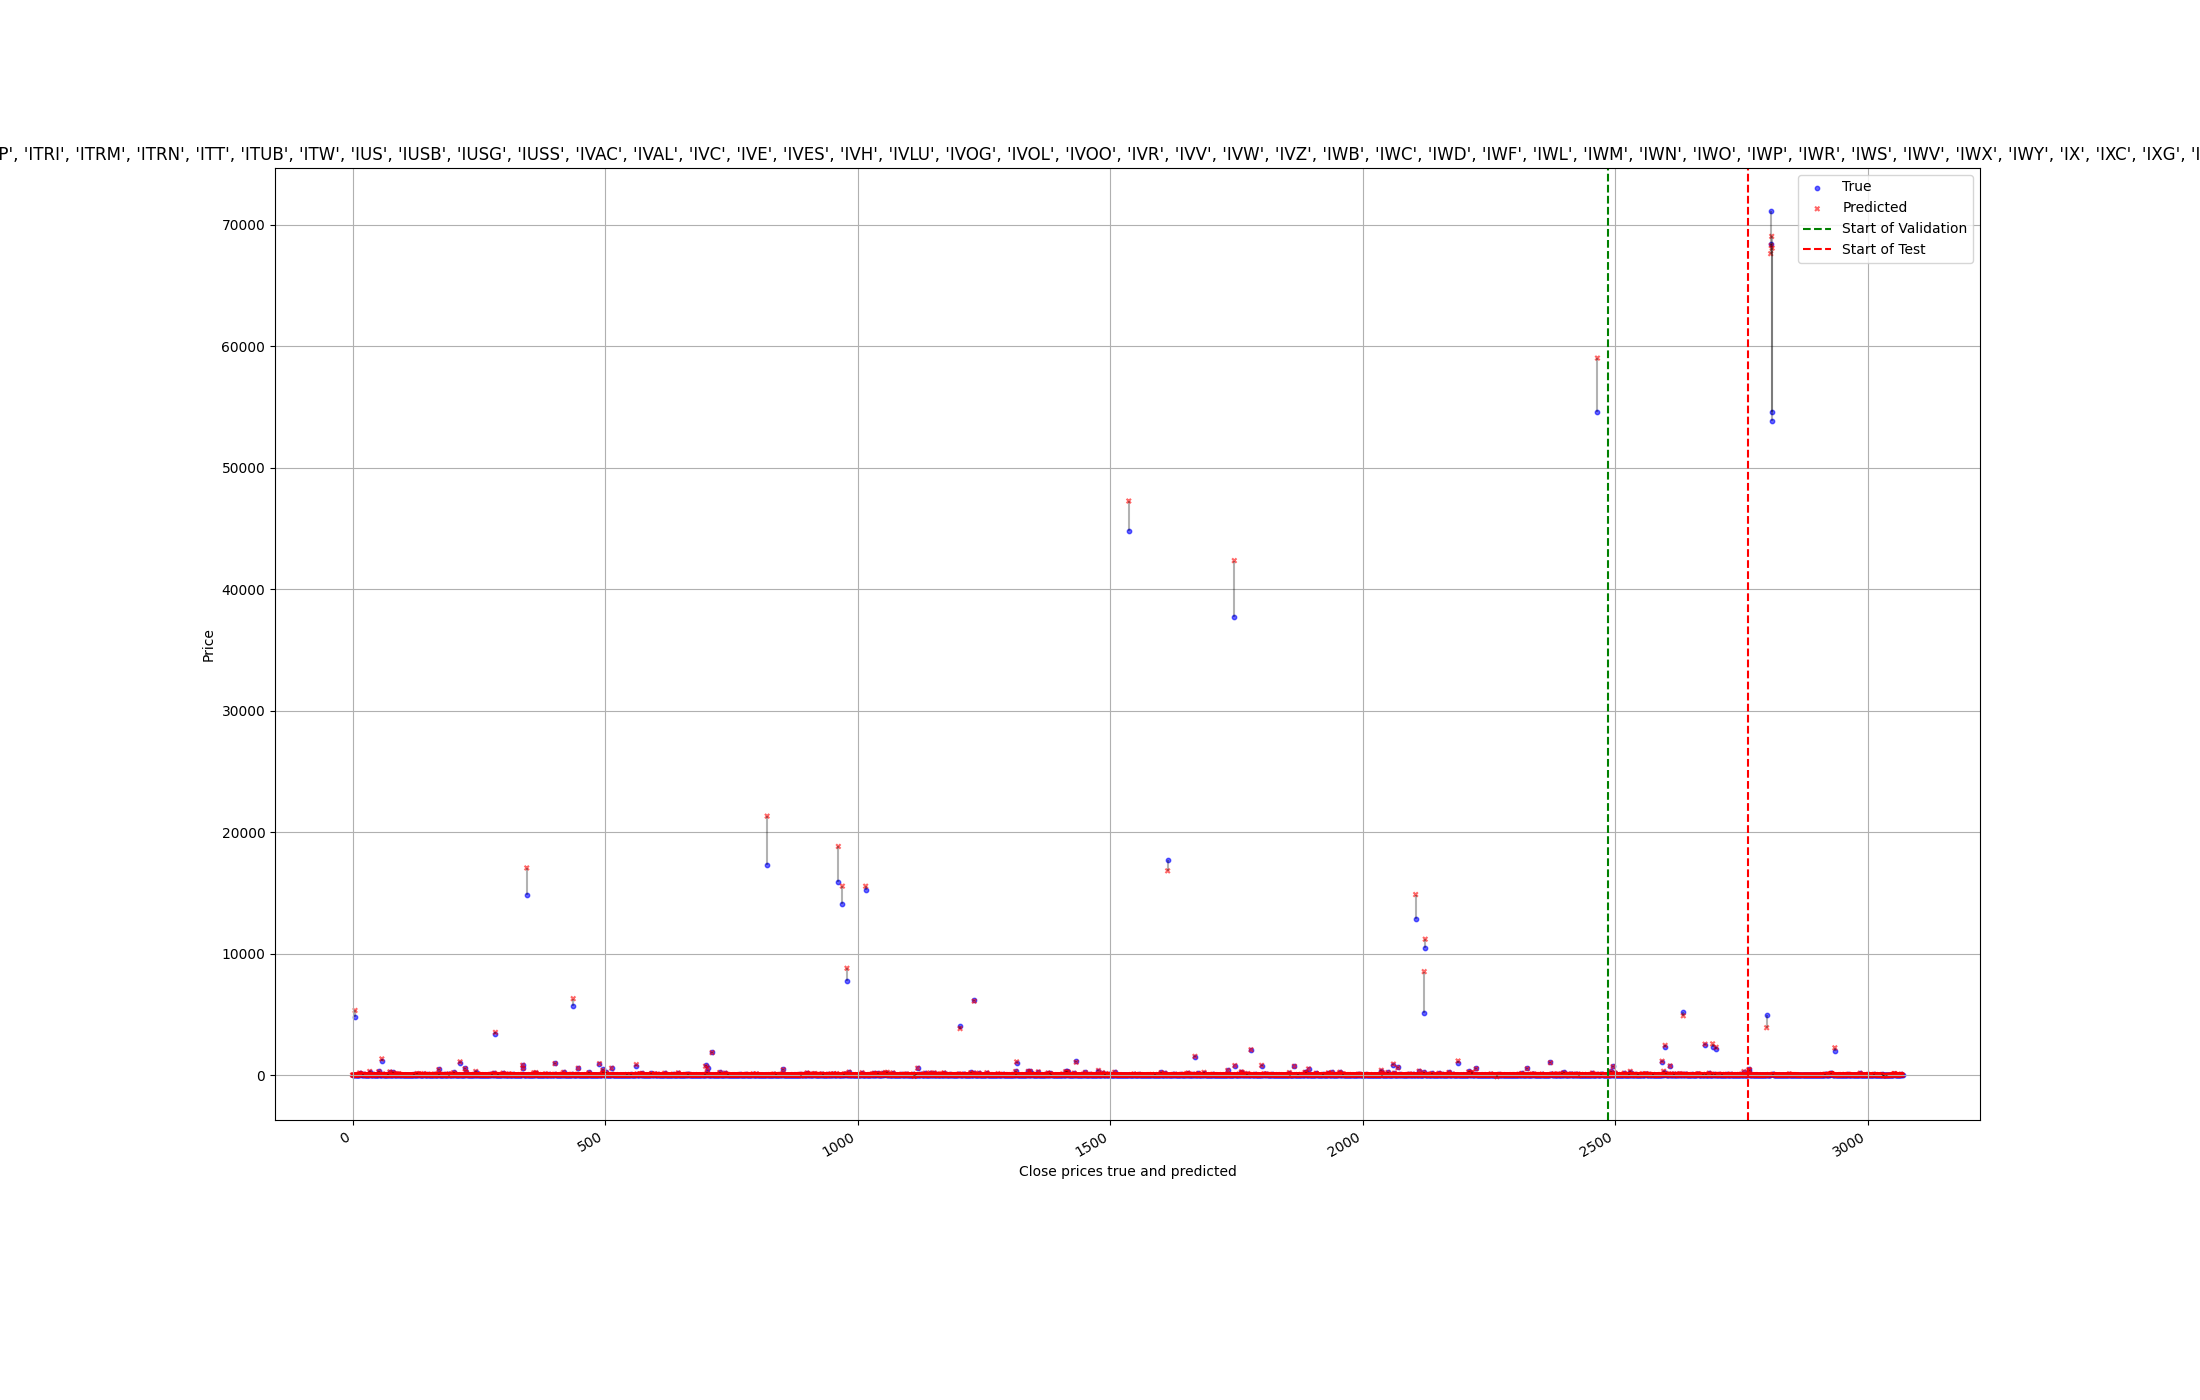 P', 'ITRI', 'ITRM', 'ITRN', 'ITT', 'ITUB', 'ITW', 'IUS', 'IUSB', 'IUSG', 'IUSS', 'IVAC', 'IVAL', 'IVC', 'IVE', 'IVES', 'IVH', 'IVLU', 'IVOG', 'IVOL', 'IVOO', 'IVR', 'IVV', 'IVW', 'IVZ', 'IWB', 'IWC', 'IWD', 'IWF', 'IWL', 'IWM', 'IWN', 'IWO', 'IWP', 'IWR', 'IWS', 'IWV', 'IWX', 'IWY', 'IX', 'IXC', 'IXG', 'I
True
Predicted
Start of Validation
Start of Test
70000
60000
50000
40000
30000
20000
10000
0
Price
0 500 1000 1500 2000 2500 3000
Close prices true and predicted